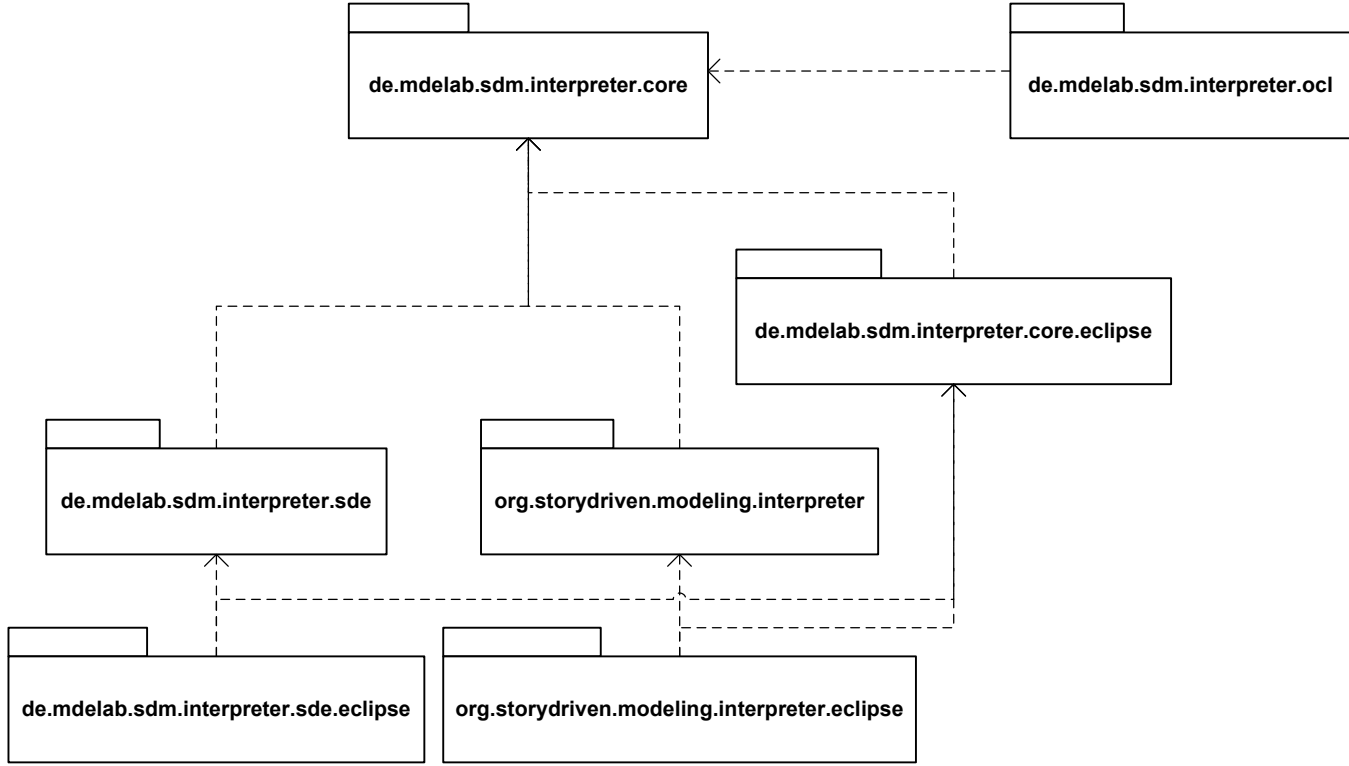 de.mdelab.sdm.interpreter.core
de.mdelab.sdm.interpreter.ocl
de.mdelab.sdm.interpreter.core.eclipse
de.mdelab.sdm.interpreter.sde
org.storydriven.modeling.interpreter
de.mdelab.sdm.interpreter.sde.eclipse
org.storydriven.modeling.interpreter.eclipse